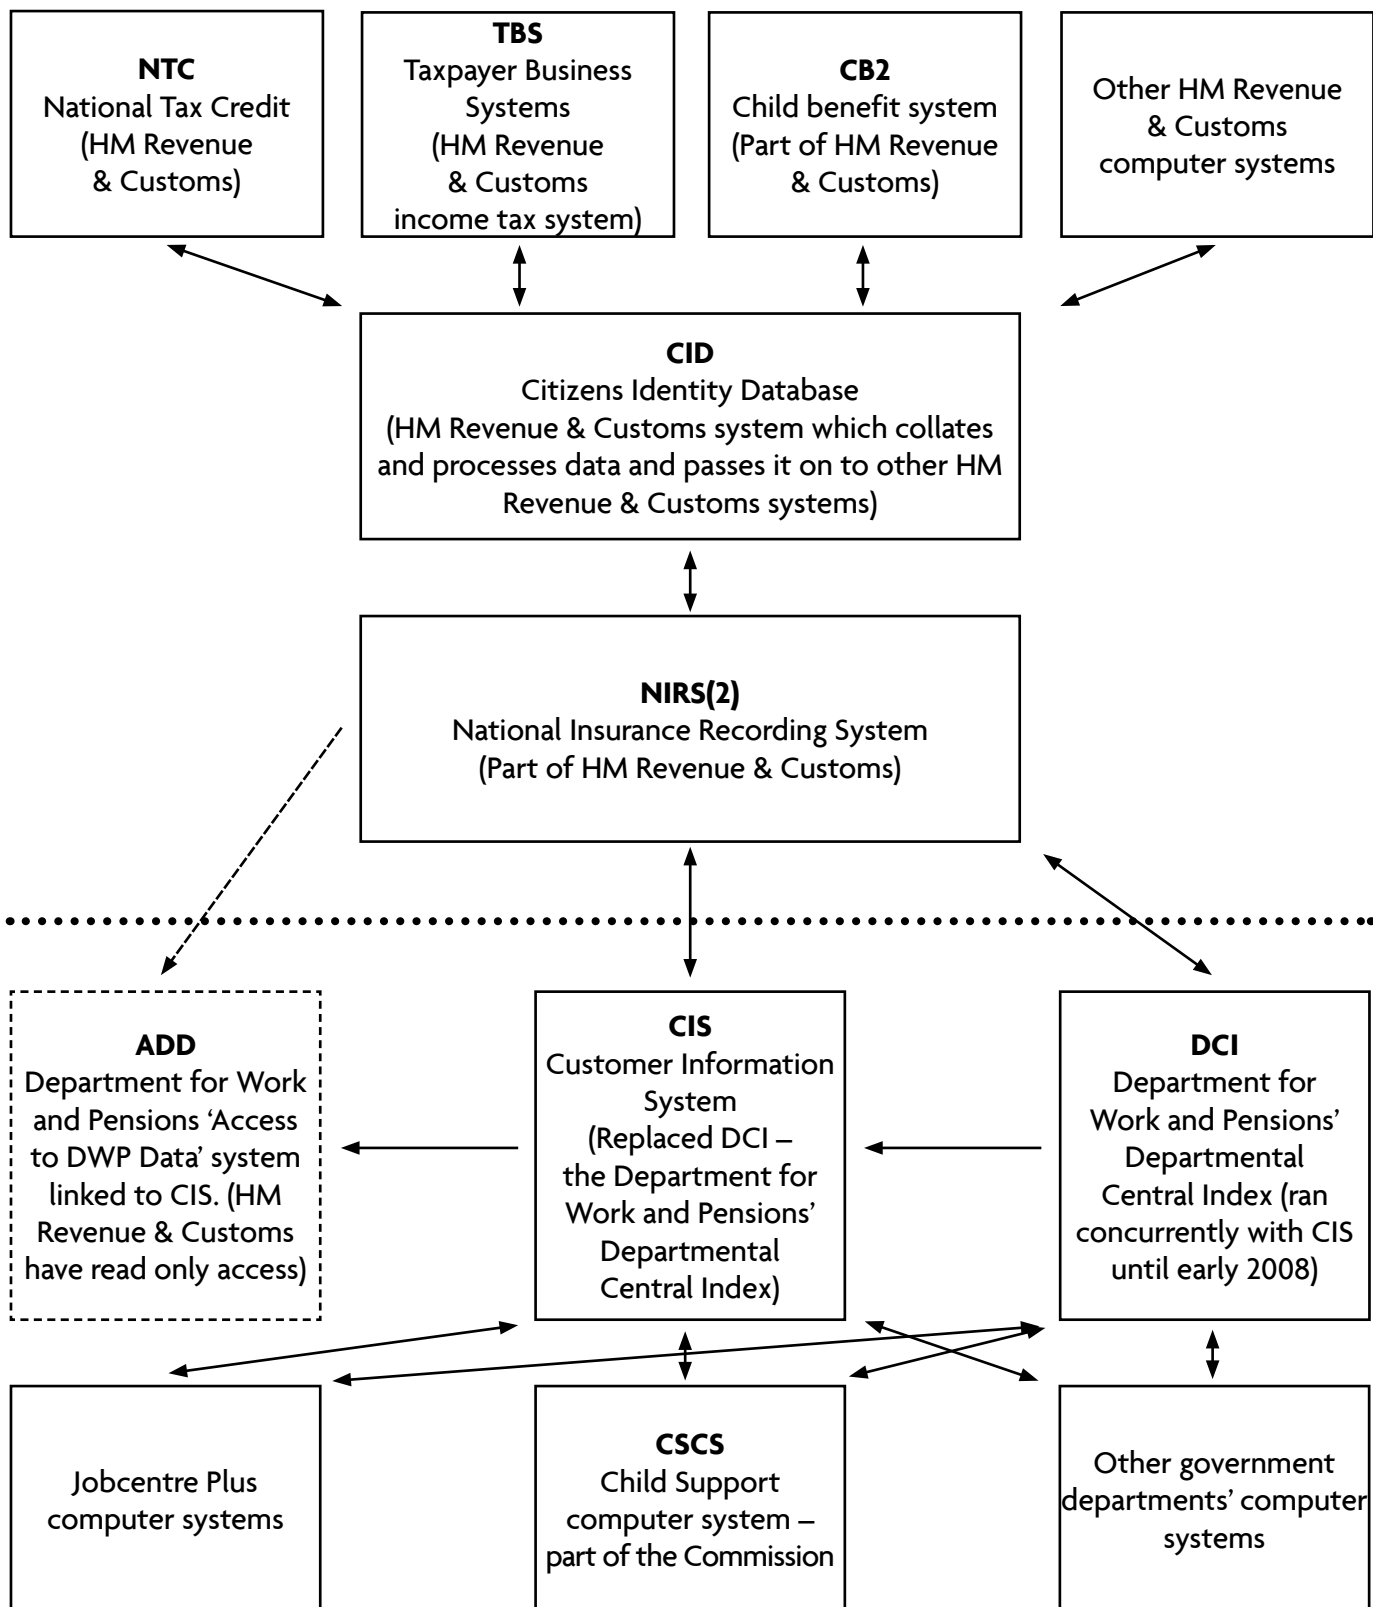 NTC
National Tax Credit
(HM Revenue
& Customs)
TBS
Taxpayer Business
Systems
(HM Revenue
& Customs
income tax system)
CB2
Child benefit system
(Part of HM Revenue
& Customs)
Other HM Revenue
& Customs
computer systems
CID
Citizens Identity Database
(HM Revenue & Customs system which collates
and processes data and passes it on to other HM
Revenue & Customs systems)
NIRS(2)
National Insurance Recording System
(Part of HM Revenue & Customs)
ADD
Department for Work
and Pensions ‘Access
to DWP Data’ system
linked to CIS. (HM
Revenue & Customs
have read only access)
CIS
Customer Information
System
(Replaced DCI –
the Department for
Work and Pensions’
Departmental
Central Index)
DCI
Department for
Work and Pensions’
Departmental
Central Index (ran
concurrently with CIS
until early 2008)
Jobcentre Plus
computer systems
CSCS
Child Support
computer system –
part of the Commission
Other government
departments’ computer
systems